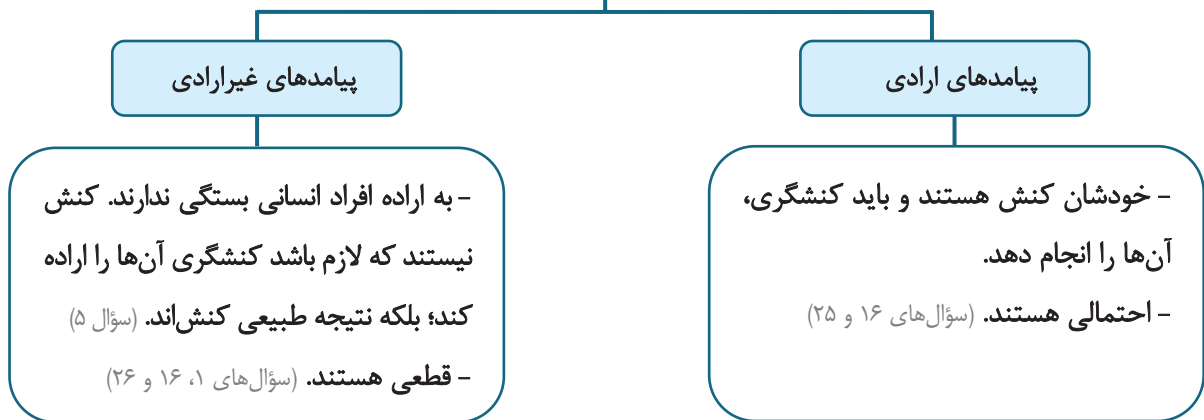 پیامدهای ارادی
پیامدهای غیرارادی
- خودشان کنش هستند و باید کنشگری،
آن‌ها را انجام دهد.
- احتمالی هستند. (سؤال‌های ۱۶ و ۲۵)
- به اراده افراد انسانی بستگی ندارند. کنش
نیستند که لازم باشد کنشگری آن‌ها را اراده
کند؛ بلکه نتیجه طبیعی کنش‌اند. (سؤال ۵)
- قطعی هستند. (سؤال‌های ۱، ۱۶ و ۲۶)